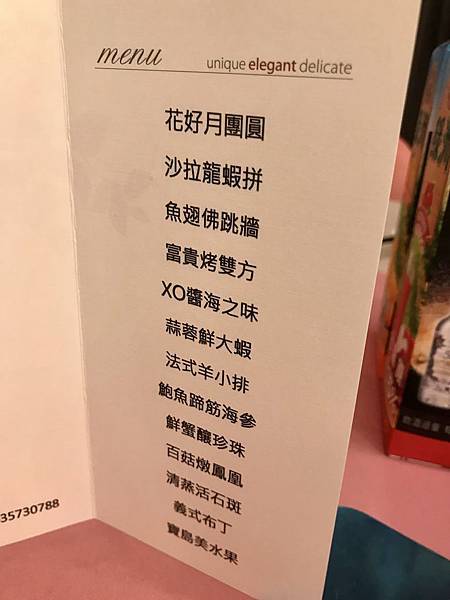 menu
unique elegant delicate
花好月團圓
沙拉龍蝦拼
魚翅佛跳牆
富貴烤雙方
XO醬海之味
蒜蓉鮮大蝦
法式羊小排
鮑魚蹄筋海參
鮮蟹釀珍珠
百菇燉鳳凰
清蒸活石斑
義式布丁
寶島美水果
35730788